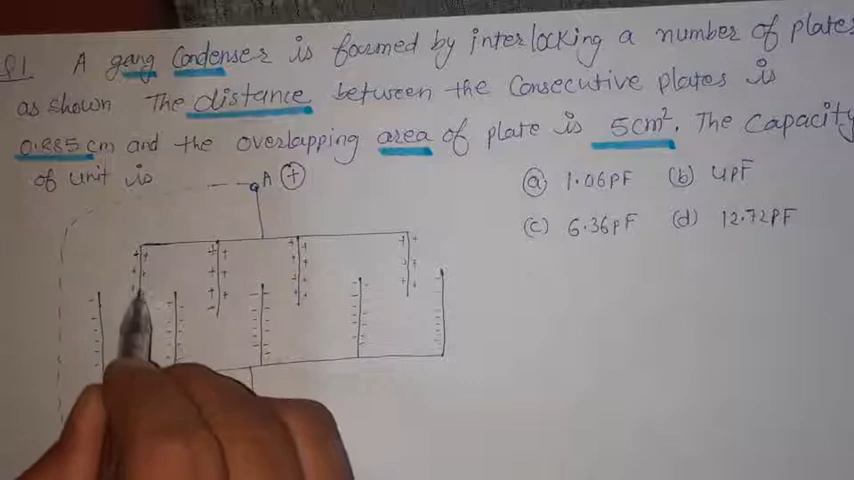 Q1. A gang Condenser is formed by interlocking a number of plates
as shown The distance between the Consecutive plates is
0.885 cm and the overlapping area of plate is 5cm². The Capacity
of unit is
A +
(a) 1.06PF (b) 4PF
(c) 6.36PF (d) 12.72PF